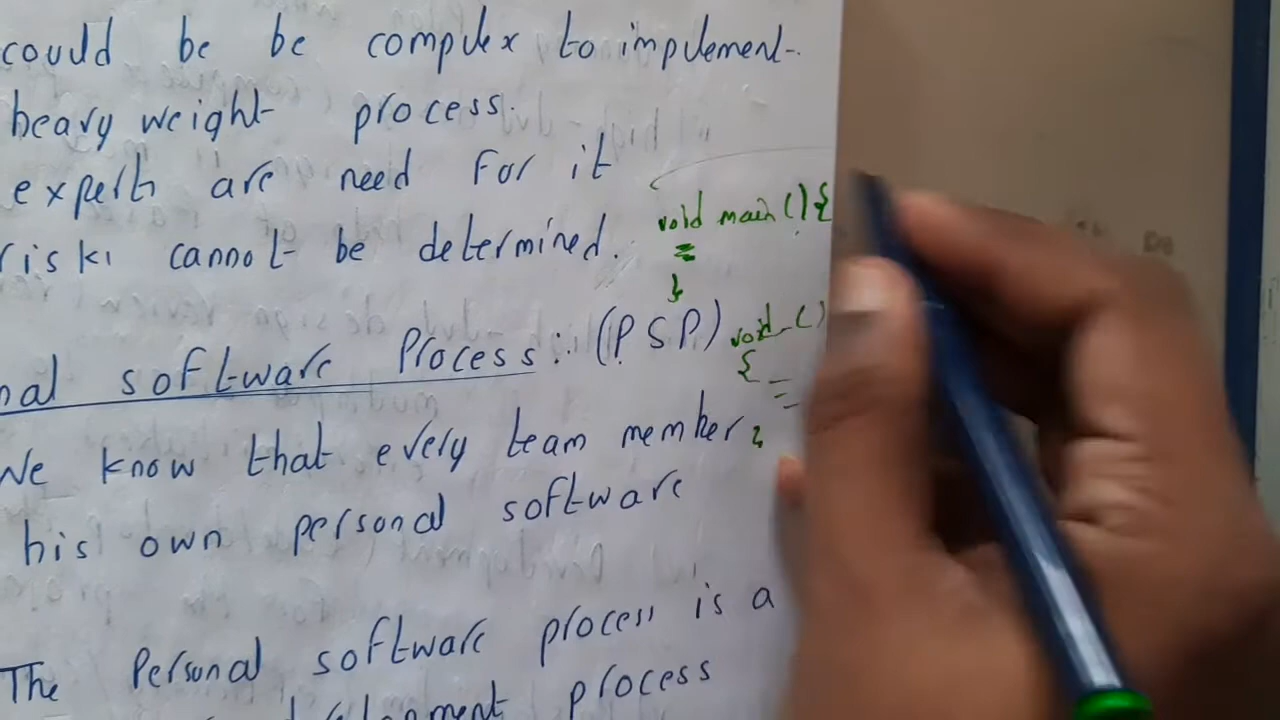 could be be complex to implement.
heavy weight process.
experts are need for it
risks cannot be determined.
void main () {
}
nal software Process: (PSP)
void ()
{
We know that every team member
}
his own personal software
The Personal software process is a
process